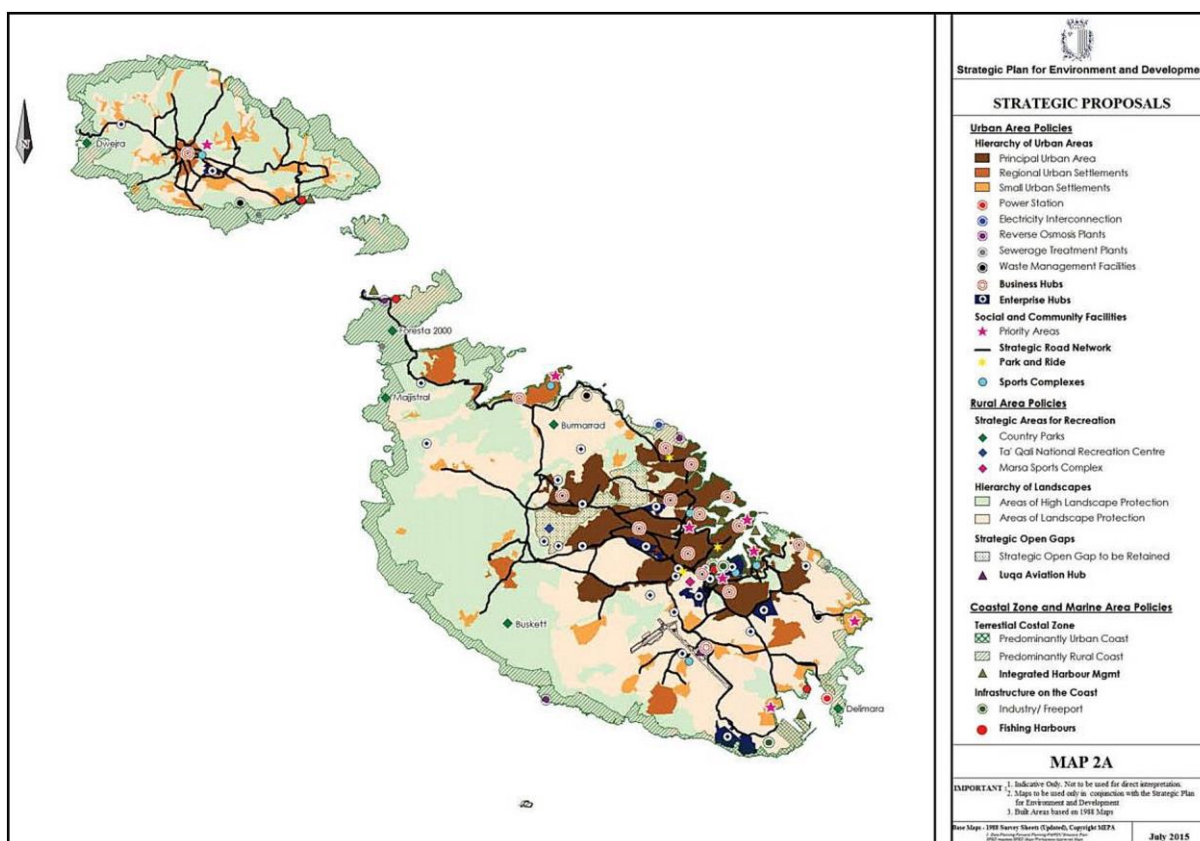 Strategic Plan for Environment and Developme
STRATEGIC PROPOSALS
Urban Area Policies
Hierarchy of Urban Areas
Principal Urban Area
Regional Urban Settlements
Small Urban Settlements
Power Station
Electricity Interconnection
Reverse Osmosis Plants
Sewerage Treatment Plants
Waste Management Facilities
Business Hubs
Enterprise Hubs
Social and Community Facilities
Priority Areas
Strategic Road Network
Park and Ride
Sports Complexes
Rural Area Policies
Strategic Areas for Recreation
Country Parks
Ta' Qali National Recreation Centre
Marsa Sports Complex
Hierarchy of Landscapes
Areas of High Landscape Protection
Areas of Landscape Protection
Strategic Open Gaps
Strategic Open Gap to be Retained
Luqa Aviation Hub
Coastal Zone and Marine Area Policies
Terrestial Costal Zone
Predominantly Urban Coast
Predominantly Rural Coast
Integrated Harbour Mgmt
Infrastructure on the Coast
Industry/ Freeport
Fishing Harbours
MAP 2A
IMPORTANT : 1. Indicative Only. Not to be used for direct interpretation.
2. Maps to be used only in conjunction with the Strategic Plan
for Environment and Development
3. Built Areas based on 1988 Maps
Base Maps - 1988 Survey Sheets (Updated), Copyright MEPA
July 2015
Dwejra
Foresta 2000
Majjistral
Burmarrad
Buskett
Delimara